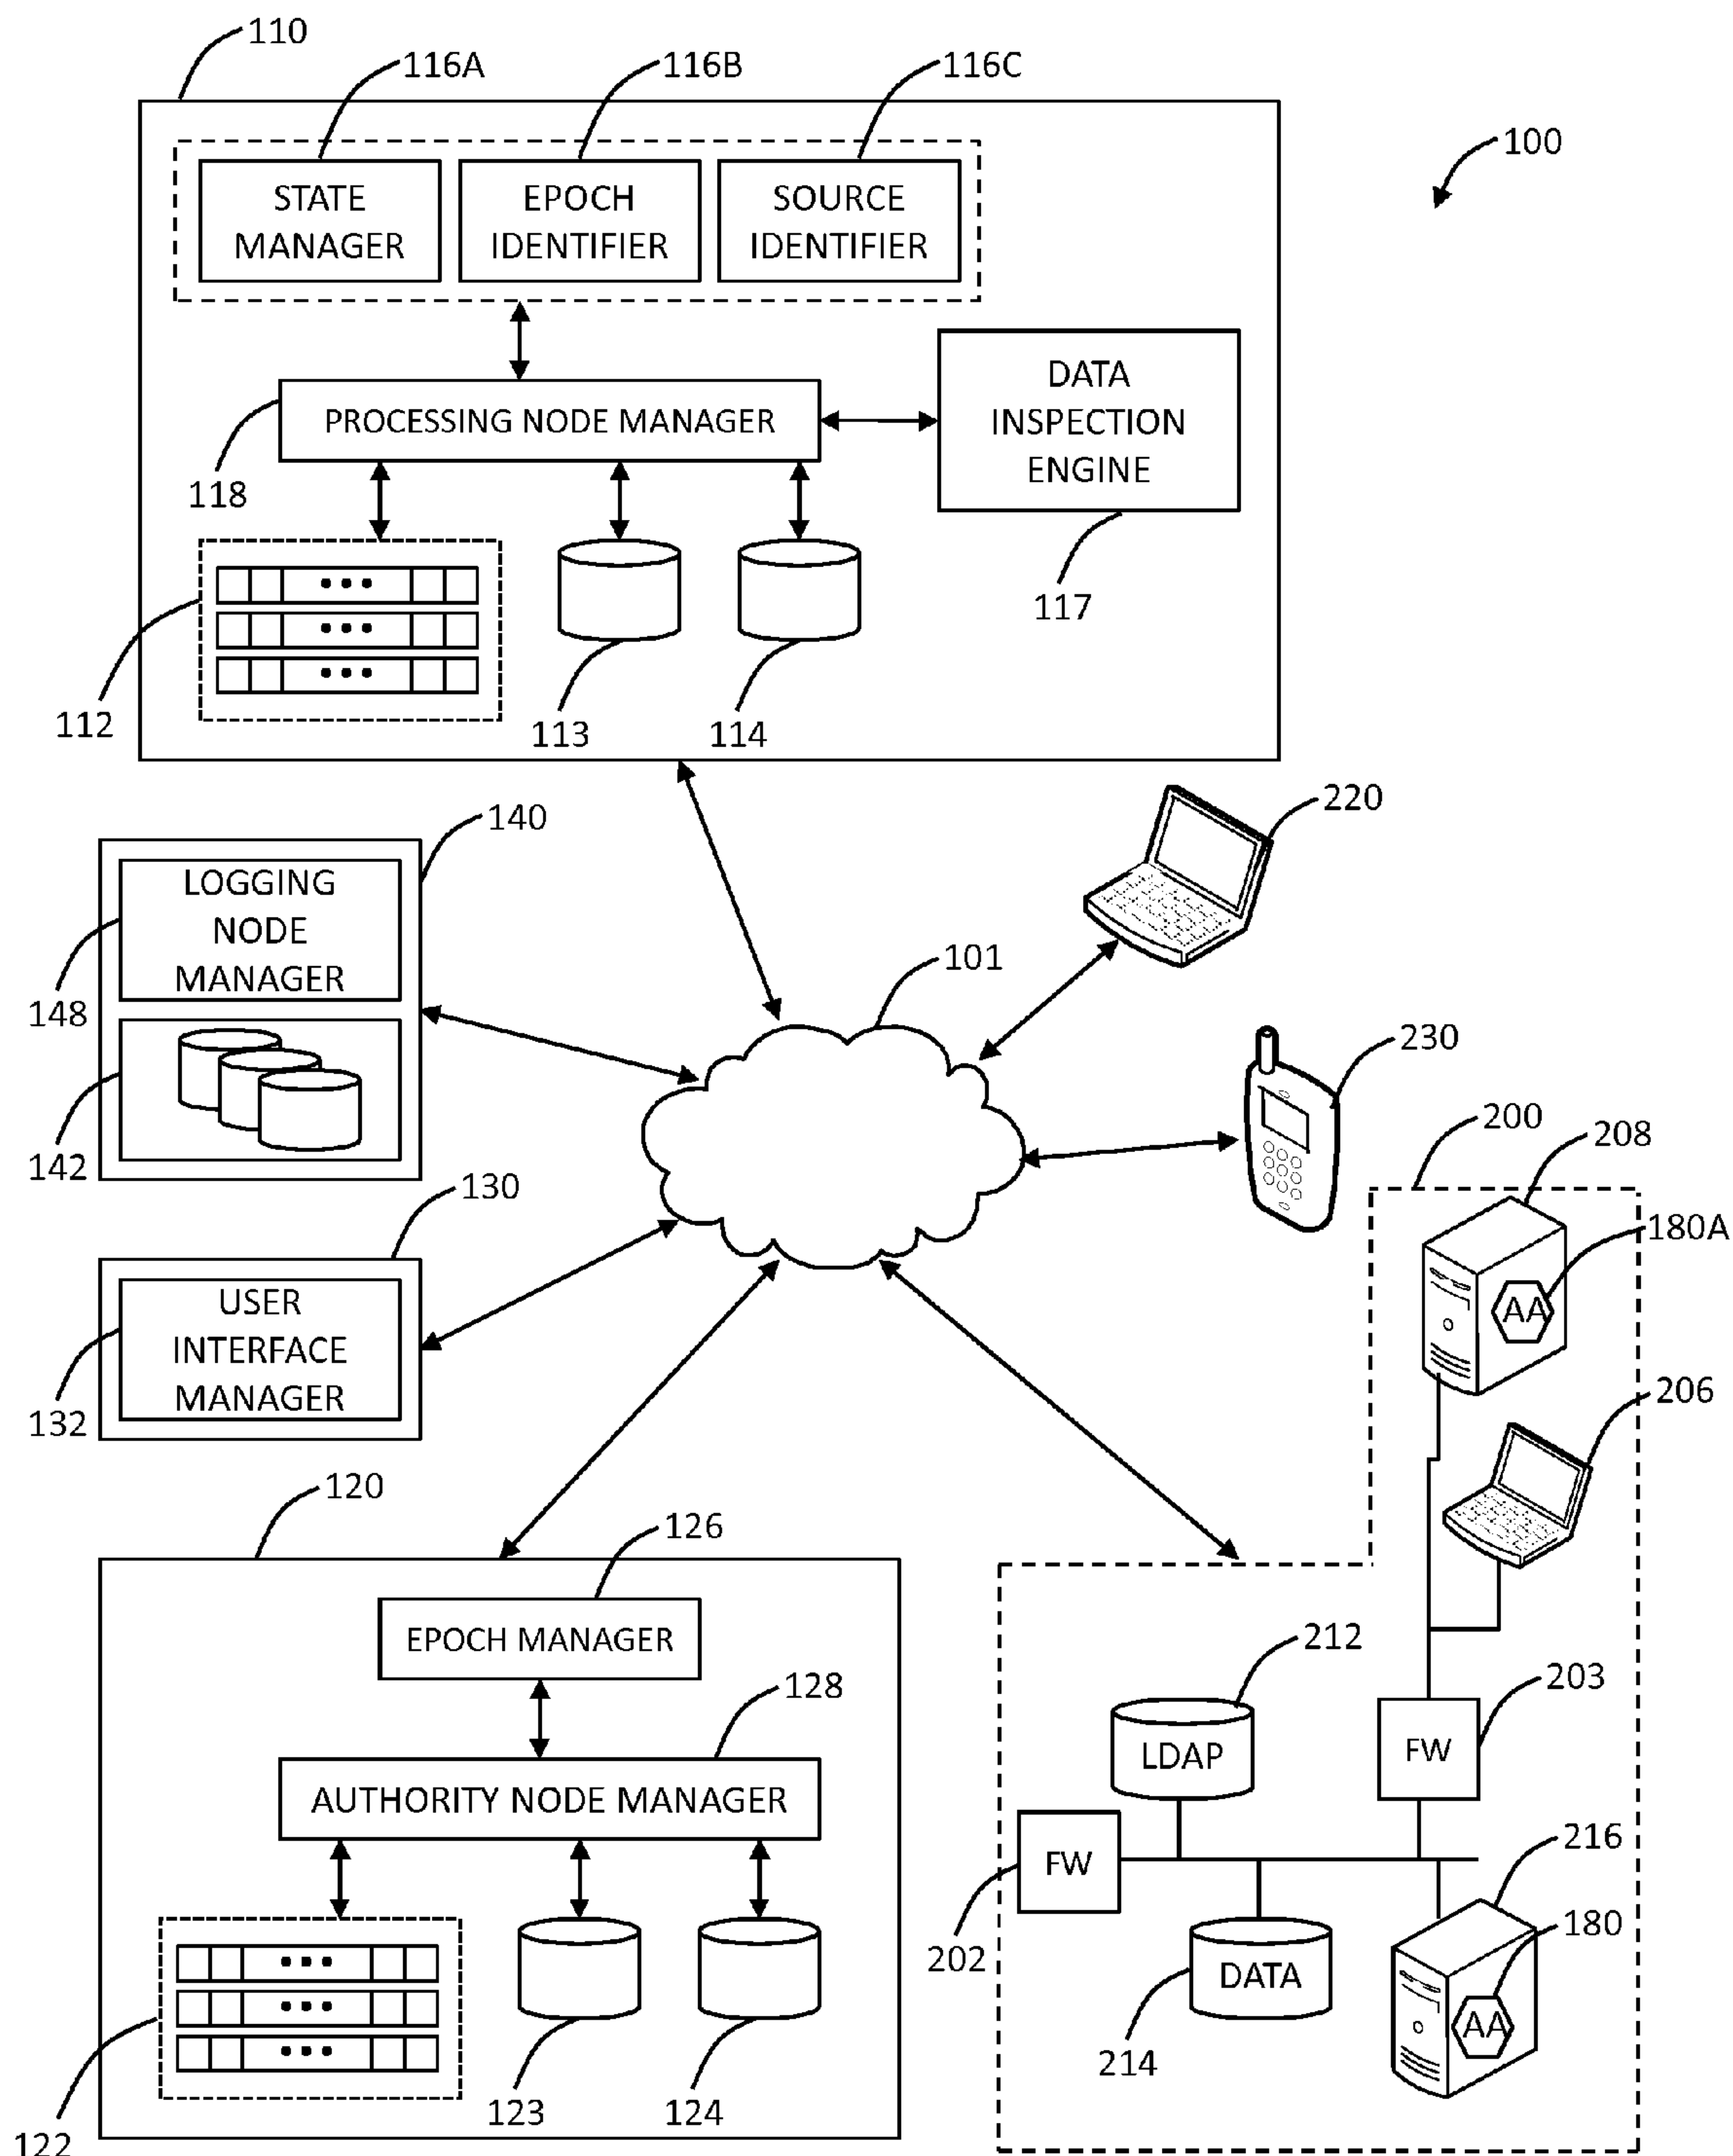 110
116A
116B
116C
100
STATE
MANAGER
EPOCH
IDENTIFIER
SOURCE
IDENTIFIER
DATA
INSPECTION
ENGINE
PROCESSING NODE MANAGER
118
117
112
113
114
220
140
LOGGING
NODE
MANAGER
148
101
142
230
200
208
180A
130
USER
INTERFACE
MANAGER
132
AA
206
120
126
EPOCH MANAGER
212
203
128
LDAP
FW
AUTHORITY NODE MANAGER
216
FW
180
202
DATA
AA
214
123
124
122